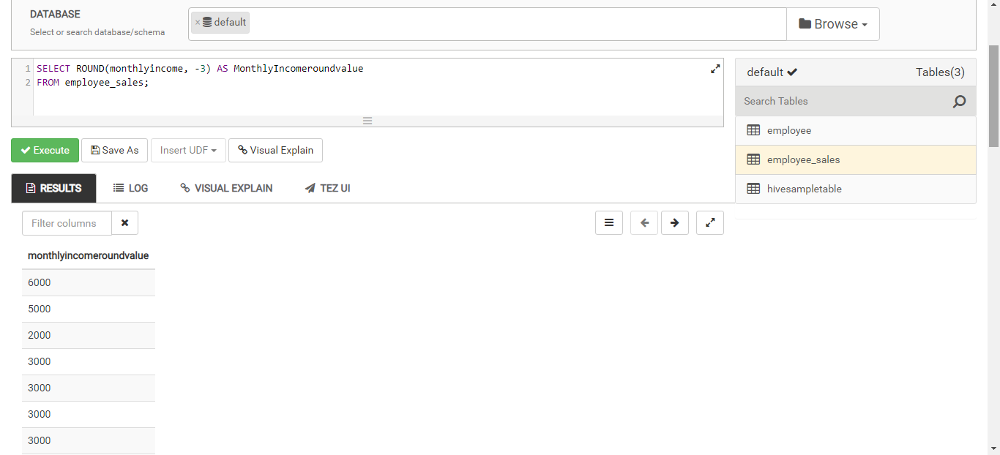 DATABASE
Select or search database/schema
× default
Browse
1 SELECT ROUND(monthlyincome, -3) AS MonthlyIncomeroundvalue
2 FROM employee_sales;
default Tables(3)
Search Tables
employee
employee_sales
hivesampletable
Execute Save As Insert UDF Visual Explain
RESULTS LOG VISUAL EXPLAIN TEZ UI
Filter columns
monthlyincomeroundvalue
6000
5000
2000
3000
3000
3000
3000